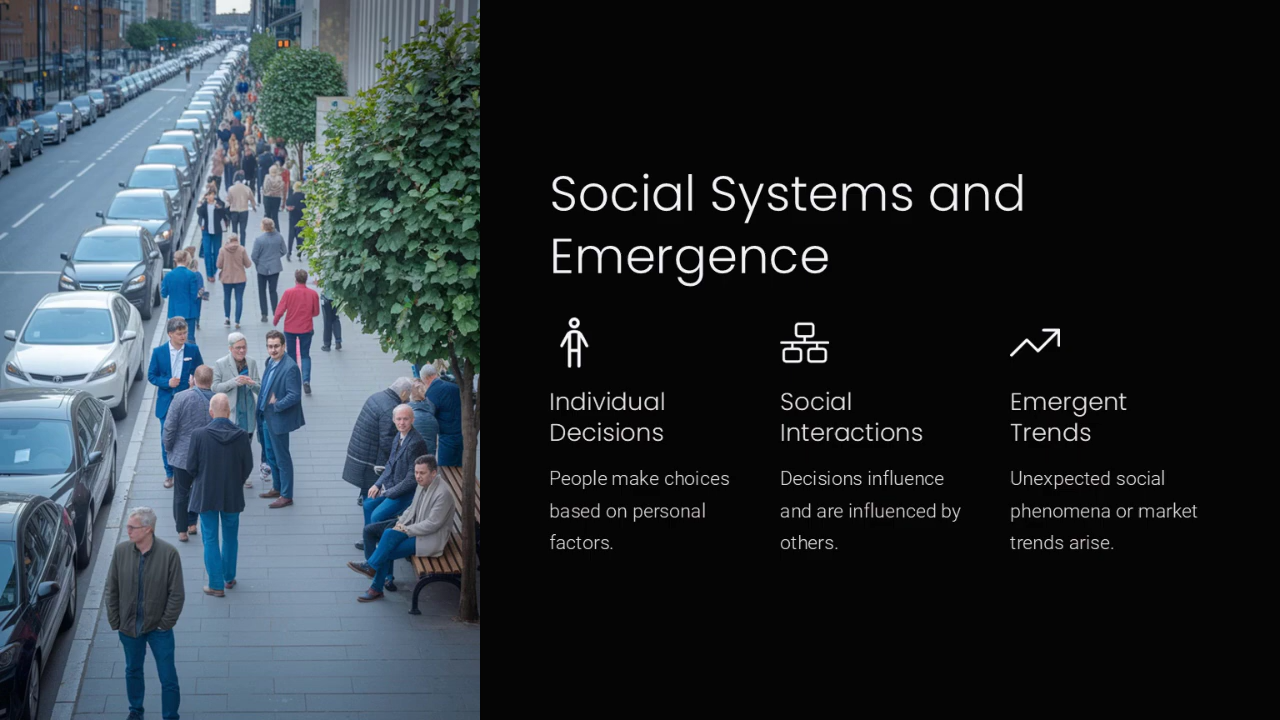 Social Systems and
Emergence
Individual
Decisions
People make choices
based on personal
factors.
Social
Interactions
Decisions influence
and are influenced by
others.
Emergent
Trends
Unexpected social
phenomena or market
trends arise.